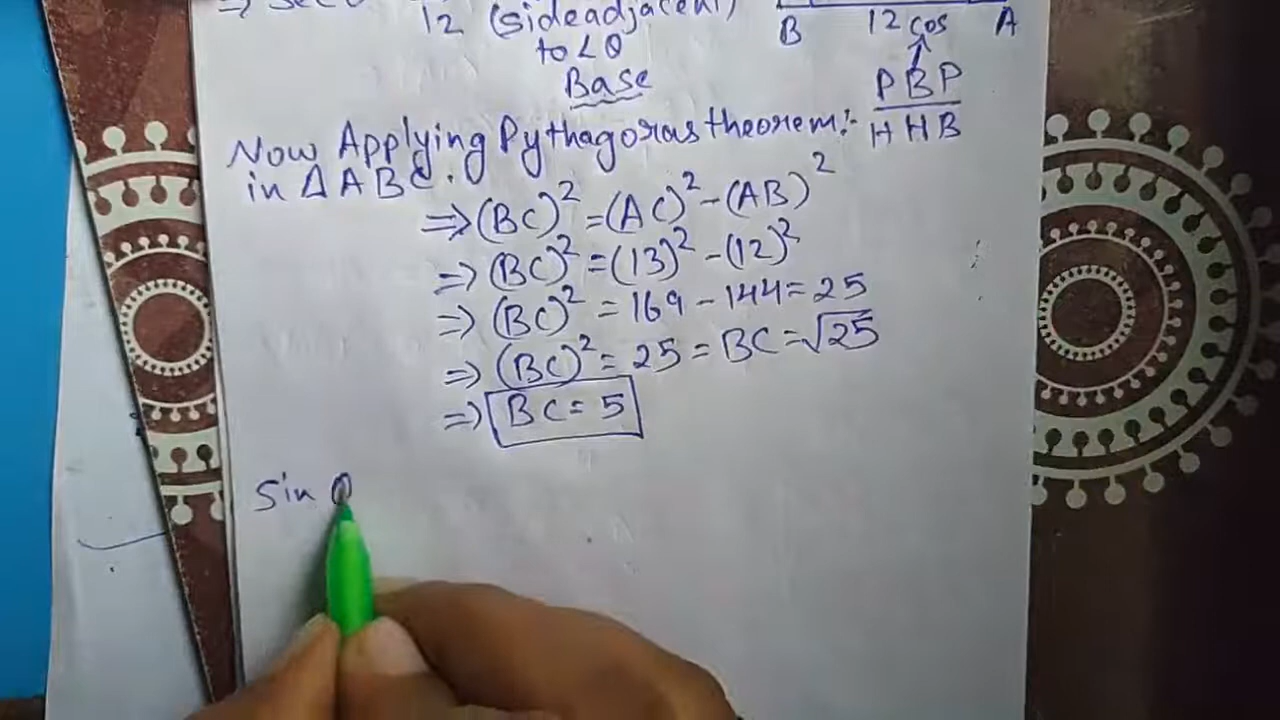 ⇒ sec θ
12 (side adjacent)
to ∠θ
Base
B 12 cos A
P B P
H H B
Now Applying Pythagoras theorem:-
in ΔABC.
⇒ (BC)² = (AC)² - (AB)²
⇒ (BC)² = (13)² - (12)²
⇒ (BC)² = 169 - 144 = 25
⇒ (BC)² = 25 = BC = √25
⇒ BC = 5
Sin θ